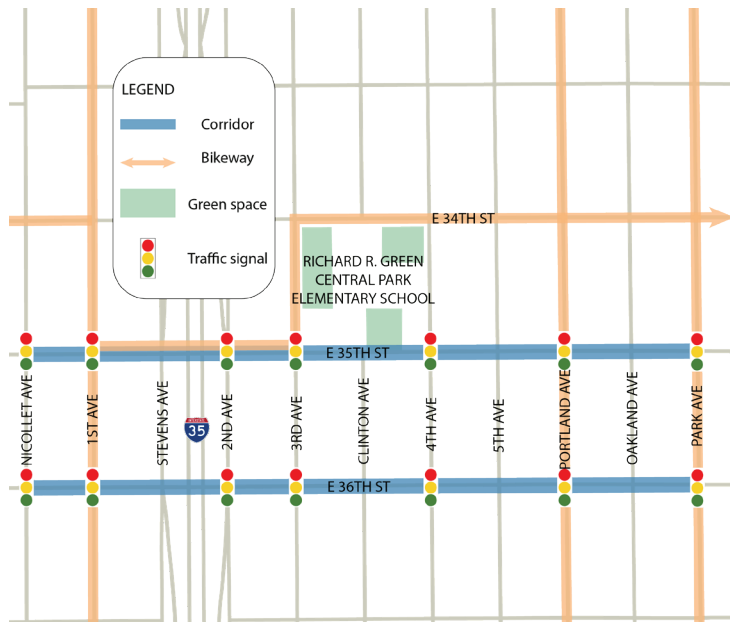 LEGEND
Corridor
Bikeway
Green space
Traffic signal
E 34TH ST
RICHARD R. GREEN
CENTRAL PARK
ELEMENTARY SCHOOL
E 35TH ST
NICOLLET AVE
1ST AVE
STEVENS AVE
35
2ND AVE
3RD AVE
CLINTON AVE
4TH AVE
5TH AVE
PORTLAND AVE
OAKLAND AVE
PARK AVE
E 36TH ST